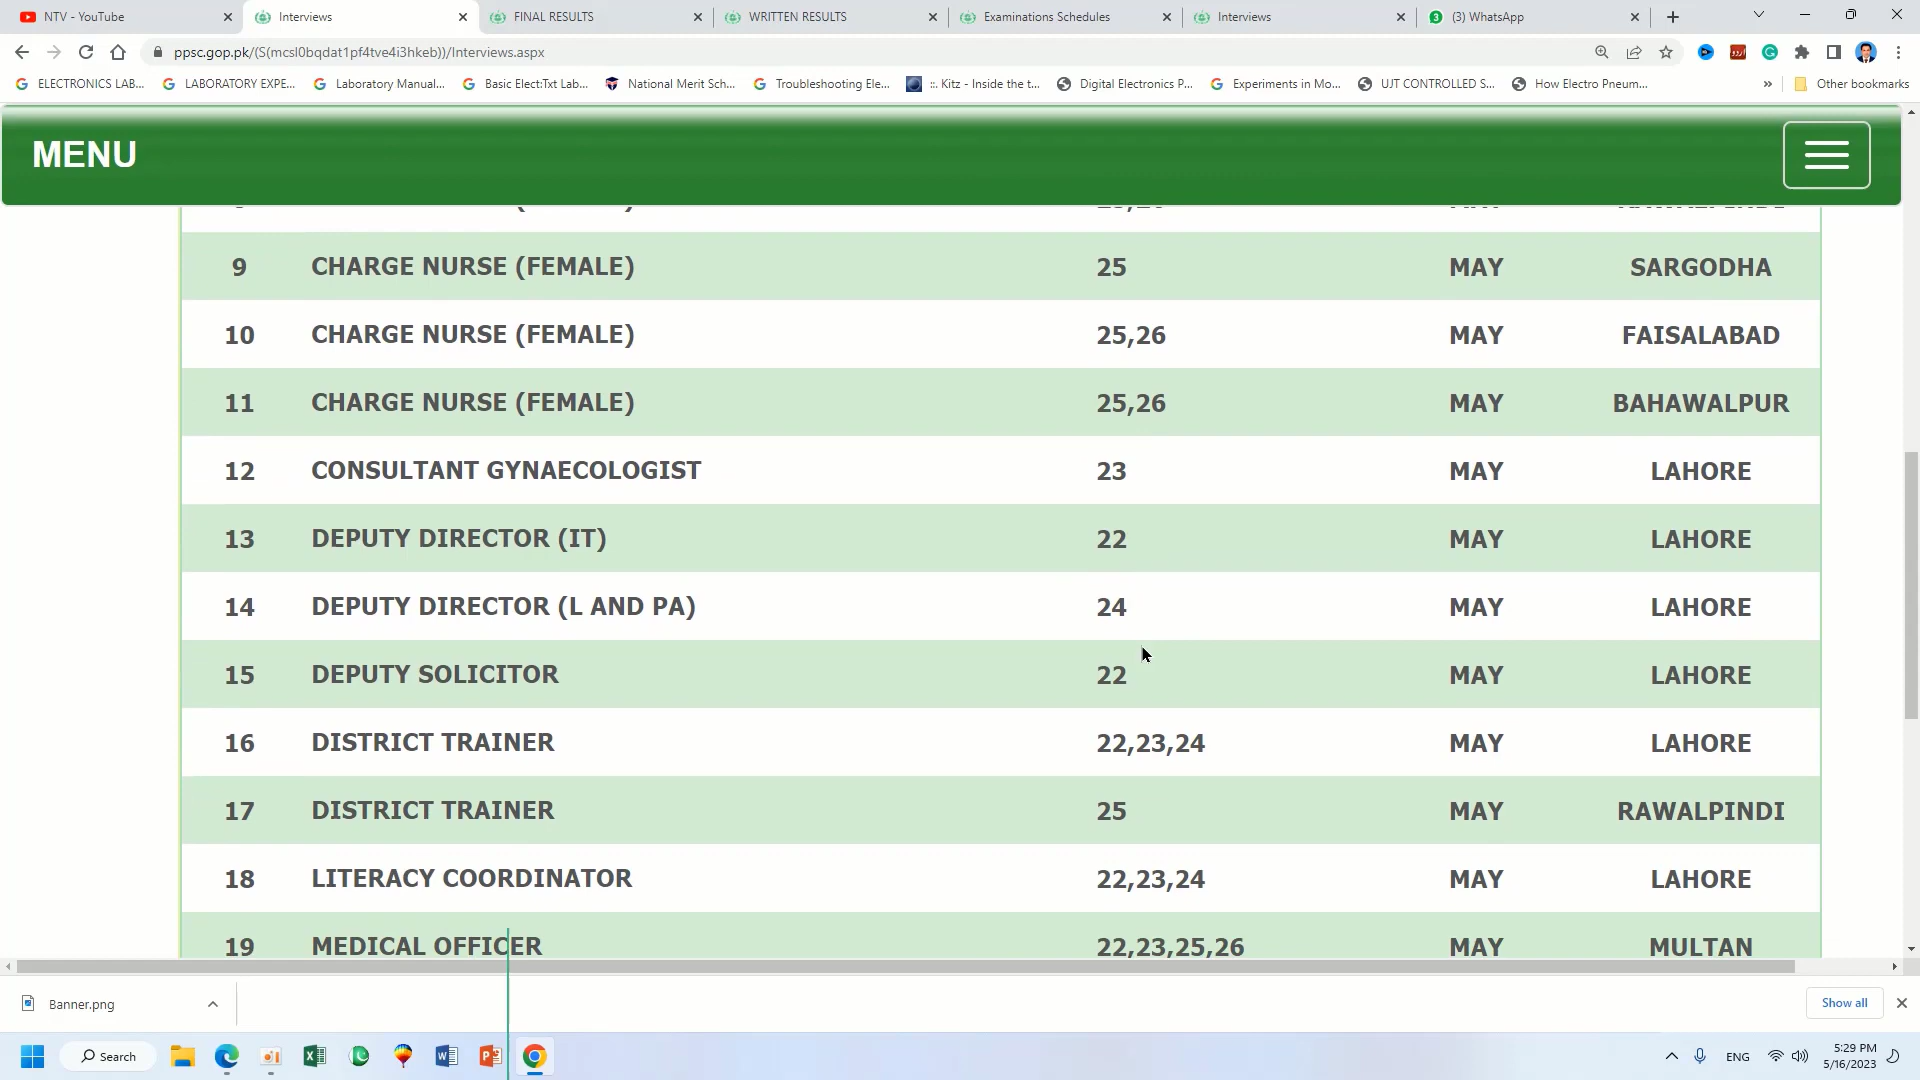 NTV - YouTube
Interviews
FINAL RESULTS
WRITTEN RESULTS
Examinations Schedules
Interviews
(3) WhatsApp
ppsc.gop.pk/(S(mcsl0bqdat1pf4tve4i3hkeb))/Interviews.aspx
ELECTRONICS LAB...
LABORATORY EXPE...
Laboratory Manual...
Basic Elect:Txt Lab...
National Merit Sch...
Troubleshooting Ele...
::. Kitz - Inside the t...
Digital Electronics P...
Experiments in Mo...
UJT CONTROLLED S...
How Electro Pneum...
Other bookmarks
MENU
9 CHARGE NURSE (FEMALE) 25 MAY SARGODHA
10 CHARGE NURSE (FEMALE) 25,26 MAY FAISALABAD
11 CHARGE NURSE (FEMALE) 25,26 MAY BAHAWALPUR
12 CONSULTANT GYNAECOLOGIST 23 MAY LAHORE
13 DEPUTY DIRECTOR (IT) 22 MAY LAHORE
14 DEPUTY DIRECTOR (L AND PA) 24 MAY LAHORE
15 DEPUTY SOLICITOR 22 MAY LAHORE
16 DISTRICT TRAINER 22,23,24 MAY LAHORE
17 DISTRICT TRAINER 25 MAY RAWALPINDI
18 LITERACY COORDINATOR 22,23,24 MAY LAHORE
19 MEDICAL OFFICER 22,23,25,26 MAY MULTAN
Banner.png
Show all
Search
ENG
5:29 PM
5/16/2023